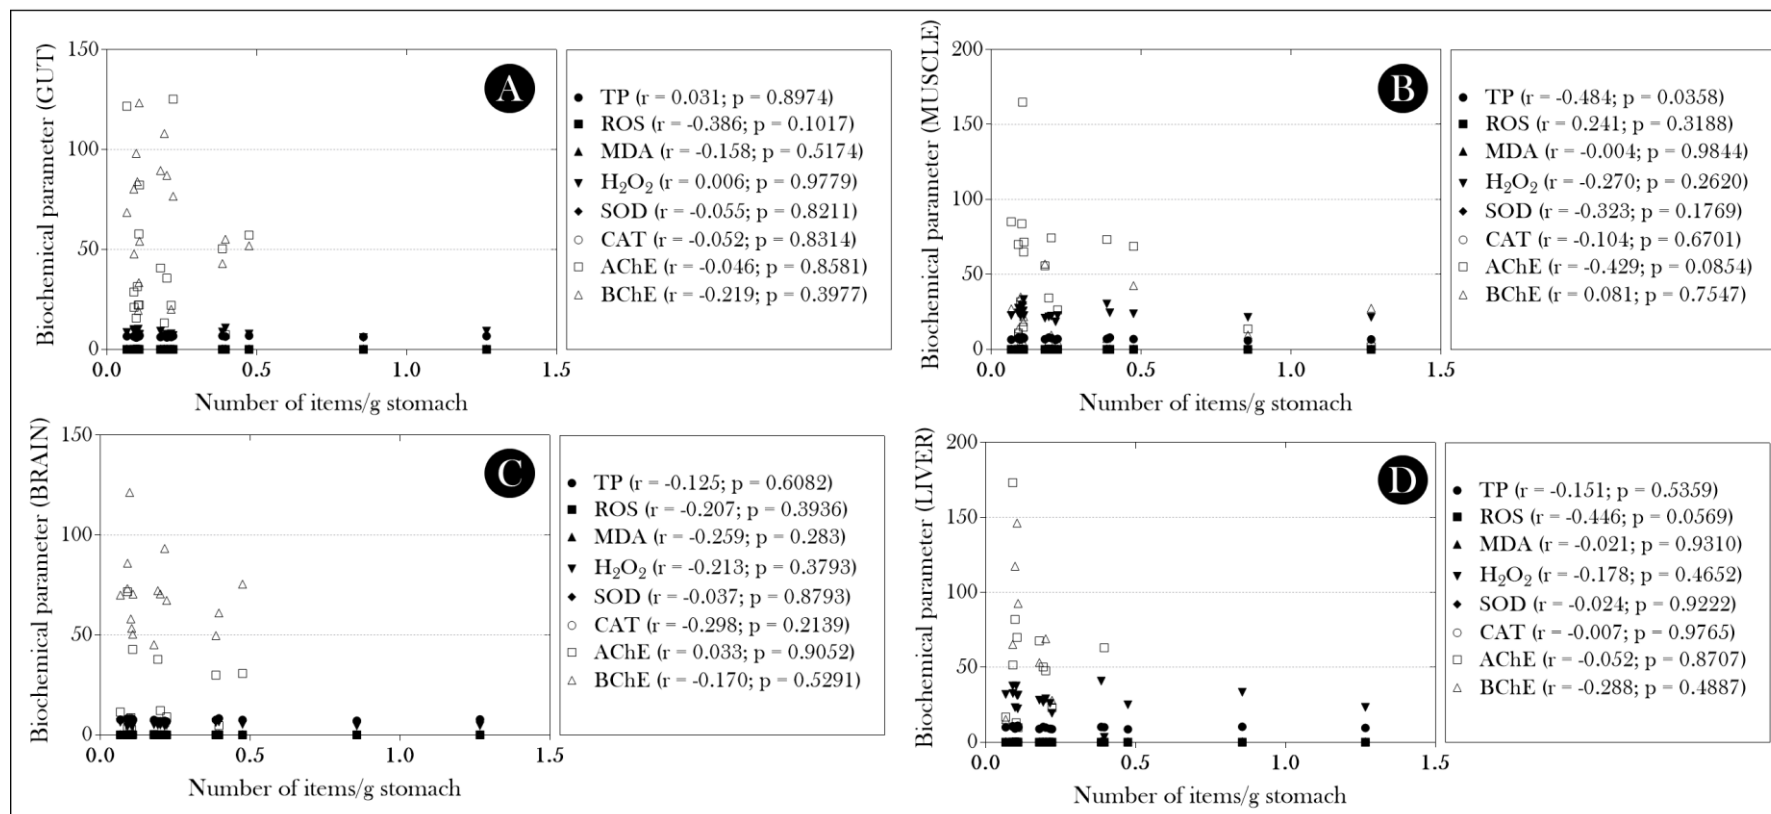 Biochemical parameter (GUT)
150
100
50
0
0.0 0.5 1.0 1.5
Number of items/g stomach
A
TP (r = 0.031; p = 0.8974)
ROS (r = -0.386; p = 0.1017)
MDA (r = -0.158; p = 0.5174)
H₂O₂ (r = 0.006; p = 0.9779)
SOD (r = -0.055; p = 0.8211)
CAT (r = -0.052; p = 0.8314)
AChE (r = -0.046; p = 0.8581)
BChE (r = -0.219; p = 0.3977)
Biochemical parameter (MUSCLE)
200
150
100
50
0
0.0 0.5 1.0 1.5
Number of items/g stomach
B
TP (r = -0.484; p = 0.0358)
ROS (r = 0.241; p = 0.3188)
MDA (r = -0.004; p = 0.9844)
H₂O₂ (r = -0.270; p = 0.2620)
SOD (r = -0.323; p = 0.1769)
CAT (r = -0.104; p = 0.6701)
AChE (r = -0.429; p = 0.0854)
BChE (r = 0.081; p = 0.7547)
Biochemical parameter (BRAIN)
150
100
50
0
0.0 0.5 1.0 1.5
Number of items/g stomach
C
TP (r = -0.125; p = 0.6082)
ROS (r = -0.207; p = 0.3936)
MDA (r = -0.259; p = 0.283)
H₂O₂ (r = -0.213; p = 0.3793)
SOD (r = -0.037; p = 0.8793)
CAT (r = -0.298; p = 0.2139)
AChE (r = 0.033; p = 0.9052)
BChE (r = -0.170; p = 0.5291)
Biochemical parameter (LIVER)
200
150
100
50
0
0.0 0.5 1.0 1.5
Number of items/g stomach
D
TP (r = -0.151; p = 0.5359)
ROS (r = -0.446; p = 0.0569)
MDA (r = -0.021; p = 0.9310)
H₂O₂ (r = -0.178; p = 0.4652)
SOD (r = -0.024; p = 0.9222)
CAT (r = -0.007; p = 0.9765)
AChE (r = -0.052; p = 0.8707)
BChE (r = -0.288; p = 0.4887)